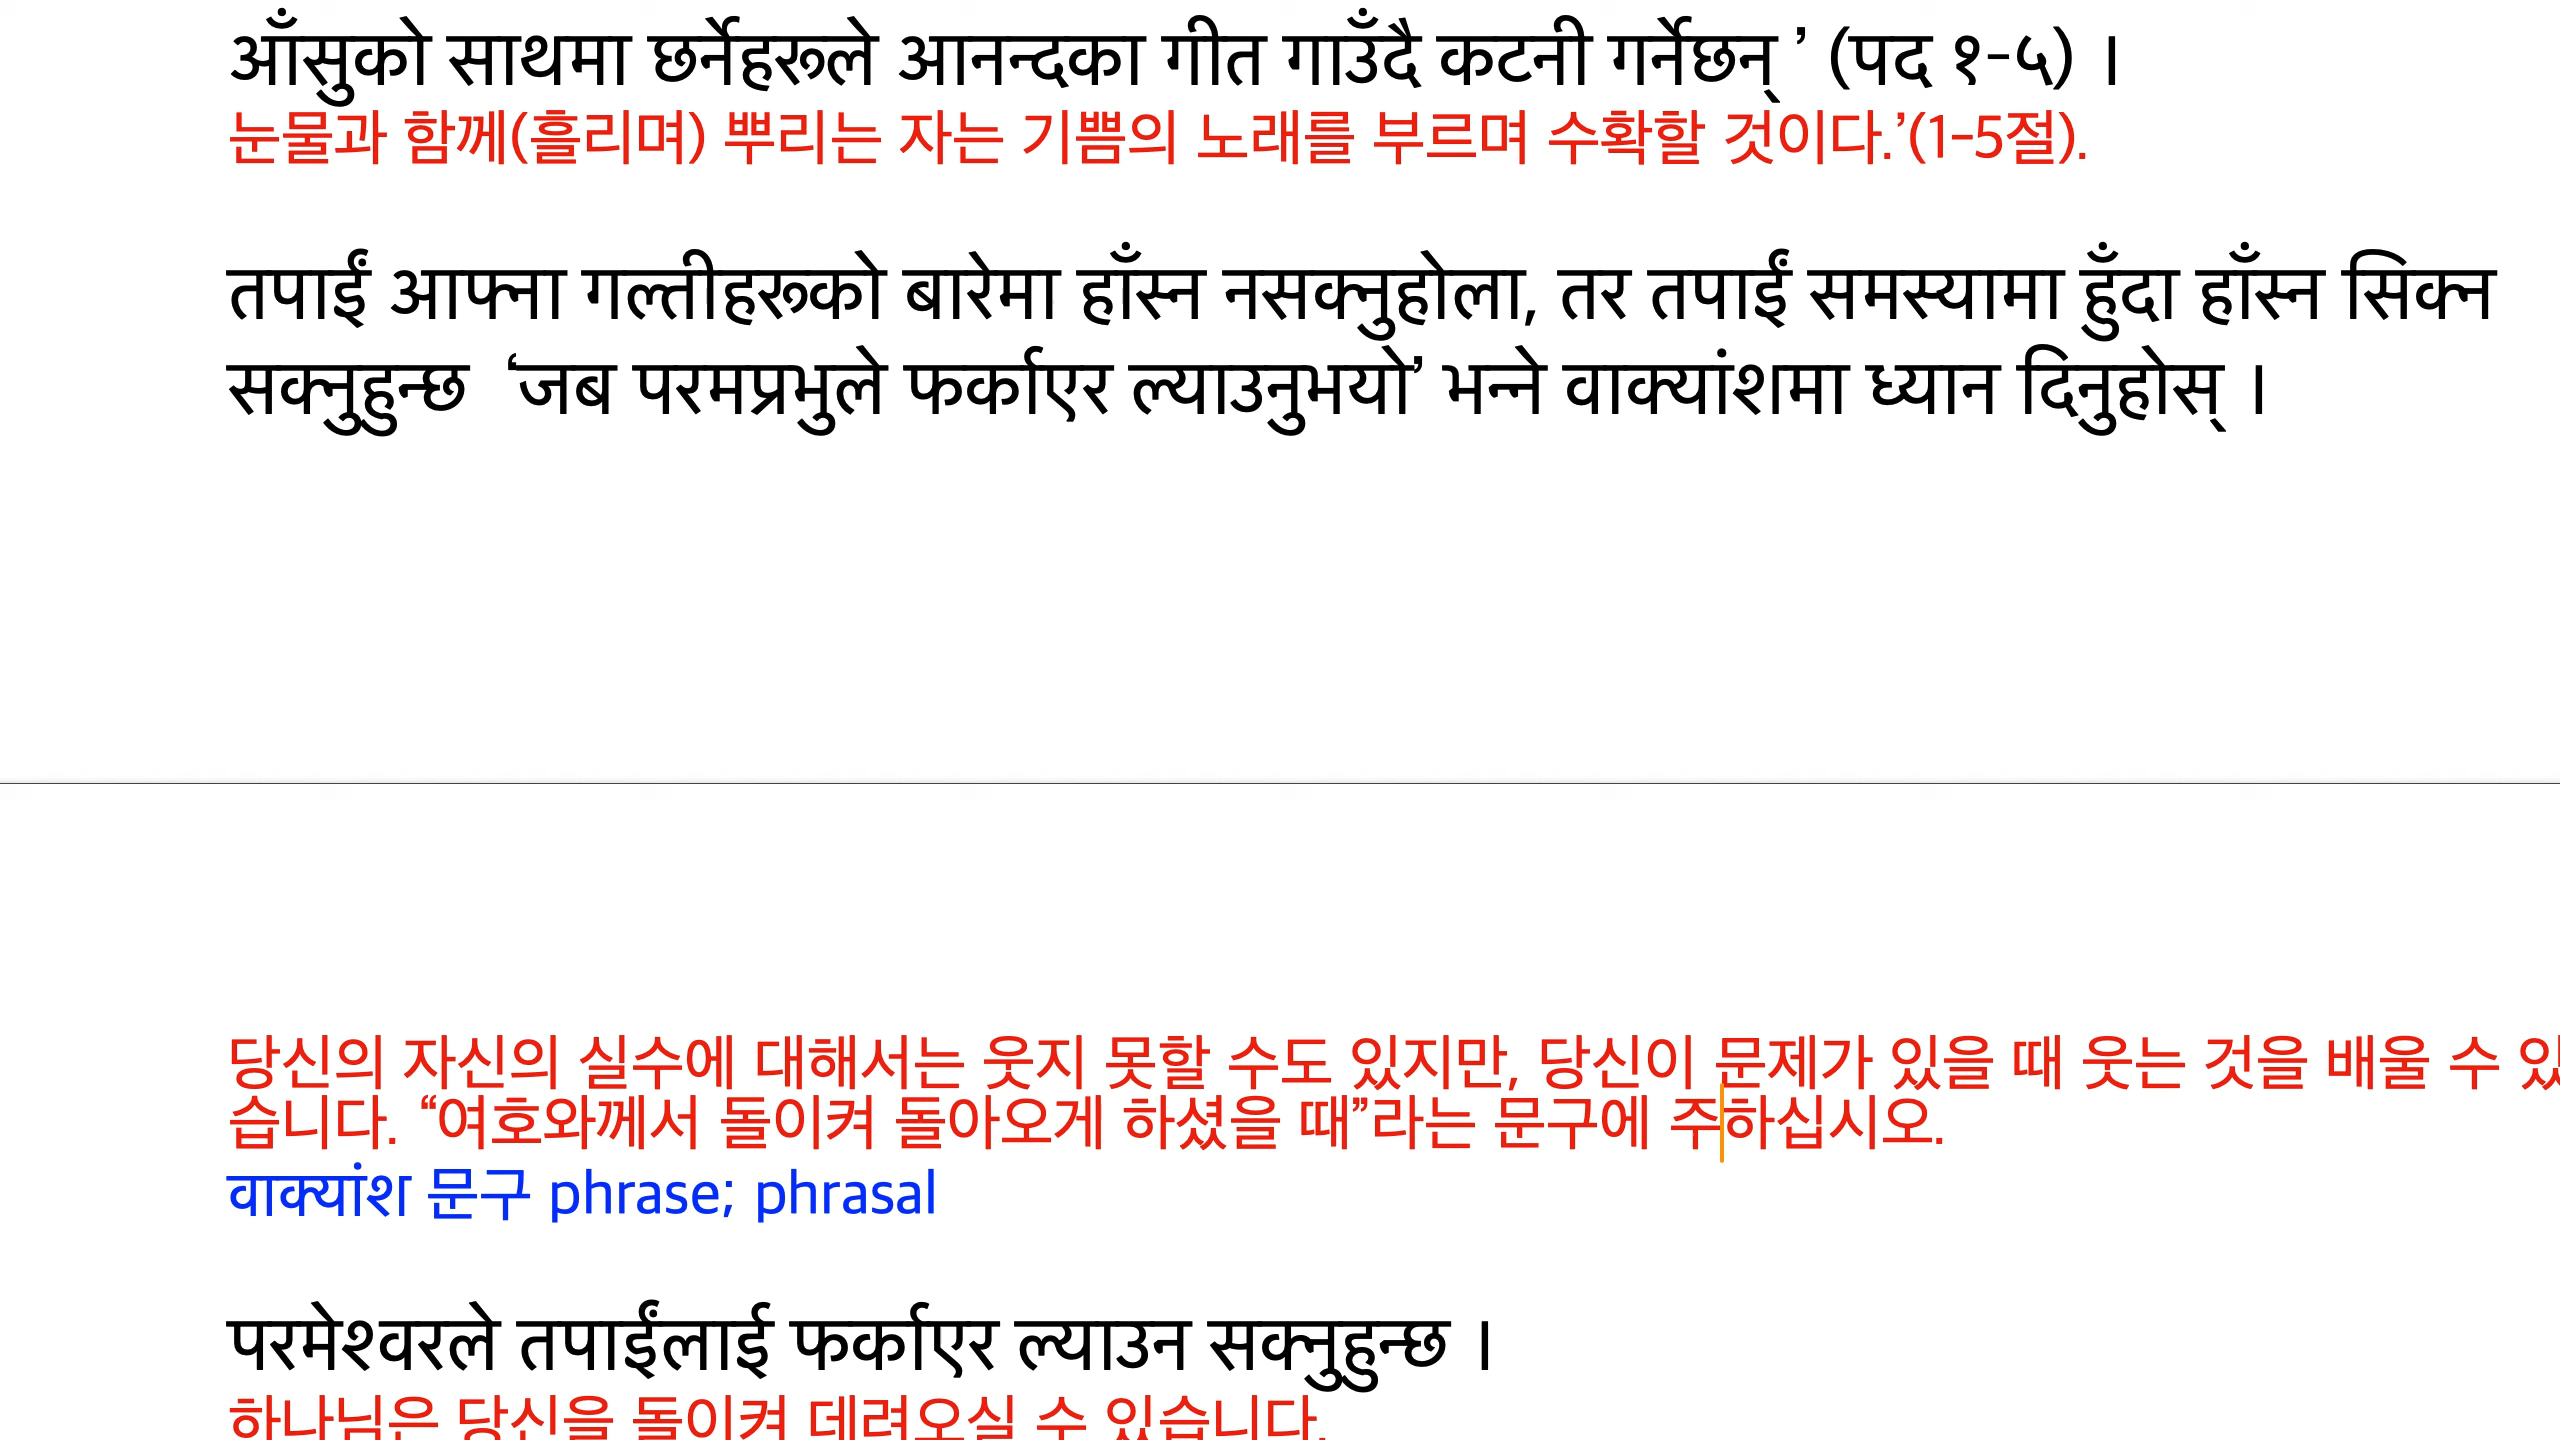 आँसुको साथमा छर्नेहरूले आनन्दका गीत गाउँदै कटनी गर्नेछन् ’ (पद १-५) ।
눈물과 함께(흘리며) 뿌리는 자는 기쁨의 노래를 부르며 수확할 것이다.’(1-5절).
तपाईं आफ्ना गल्तीहरूको बारेमा हाँस्न नसक्नुहोला, तर तपाईं समस्यामा हुँदा हाँस्न सिक्न
सक्नुहुन्छ ‘जब परमप्रभुले फर्काएर ल्याउनुभयो’ भन्ने वाक्यांशमा ध्यान दिनुहोस् ।
당신의 자신의 실수에 대해서는 웃지 못할 수도 있지만, 당신이 문제가 있을 때 웃는 것을 배울 수 있
습니다. “여호와께서 돌이켜 돌아오게 하셨을 때”라는 문구에 주하십시오.
वाक्यांश 문구 phrase; phrasal
परमेश्वरले तपाईंलाई फर्काएर ल्याउन सक्नुहुन्छ ।
하나님은 당신을 돌이켜 데려오실 수 있습니다.